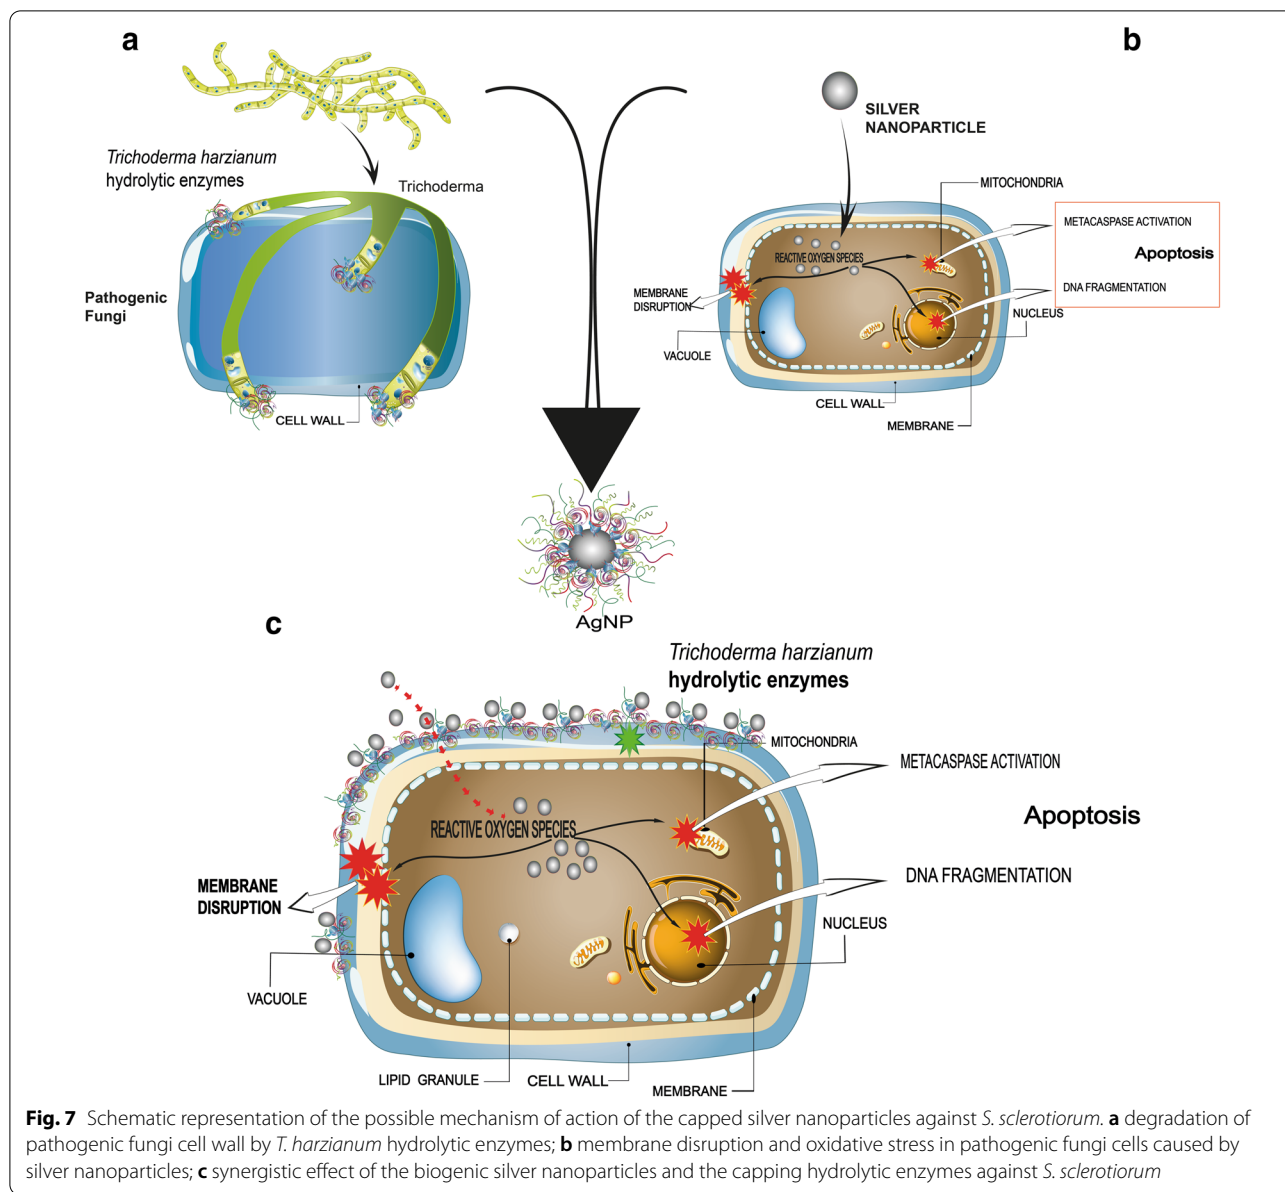 a
b
Trichoderma harzianum
hydrolytic enzymes
Trichoderma
Pathogenic
Fungi
CELL WALL
SILVER
NANOPARTICLE
MITOCHONDRIA
METACASPASE ACTIVATION
Apoptosis
REACTIVE OXYGEN SPECIES
MEMBRANE
DISRUPTION
DNA FRAGMENTATION
NUCLEUS
VACUOLE
CELL WALL
MEMBRANE
AgNP
c
Trichoderma harzianum
hydrolytic enzymes
MITOCHONDRIA
METACASPASE ACTIVATION
Apoptosis
REACTIVE OXYGEN SPECIES
DNA FRAGMENTATION
MEMBRANE
DISRUPTION
NUCLEUS
VACUOLE
LIPID GRANULE
CELL WALL
MEMBRANE
Fig. 7 Schematic representation of the possible mechanism of action of the capped silver nanoparticles against S. sclerotiorum. a degradation of
pathogenic fungi cell wall by T. harzianum hydrolytic enzymes; b membrane disruption and oxidative stress in pathogenic fungi cells caused by
silver nanoparticles; c synergistic effect of the biogenic silver nanoparticles and the capping hydrolytic enzymes against S. sclerotiorum